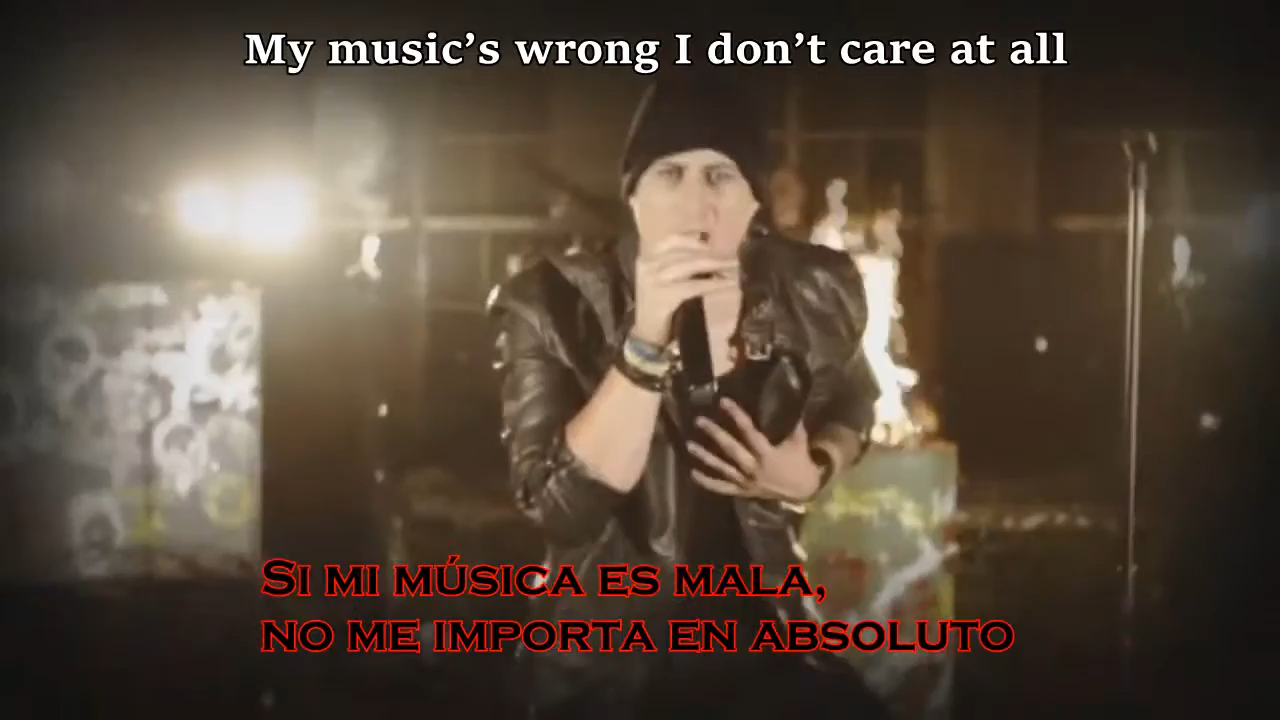 My music’s wrong I don’t care at all
SI MI MÚSICA ES MALA,
NO ME IMPORTA EN ABSOLUTO